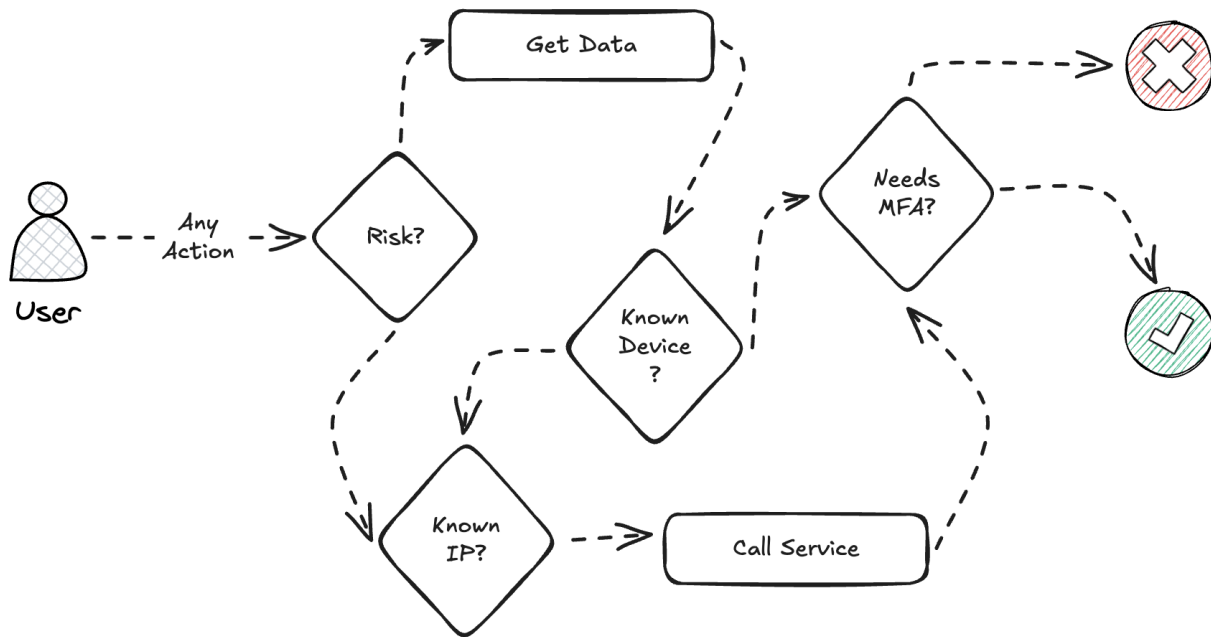 Get Data
Needs
MFA?
Any
Action
Risk?
User
Known
Device
?
Known
IP?
Call Service